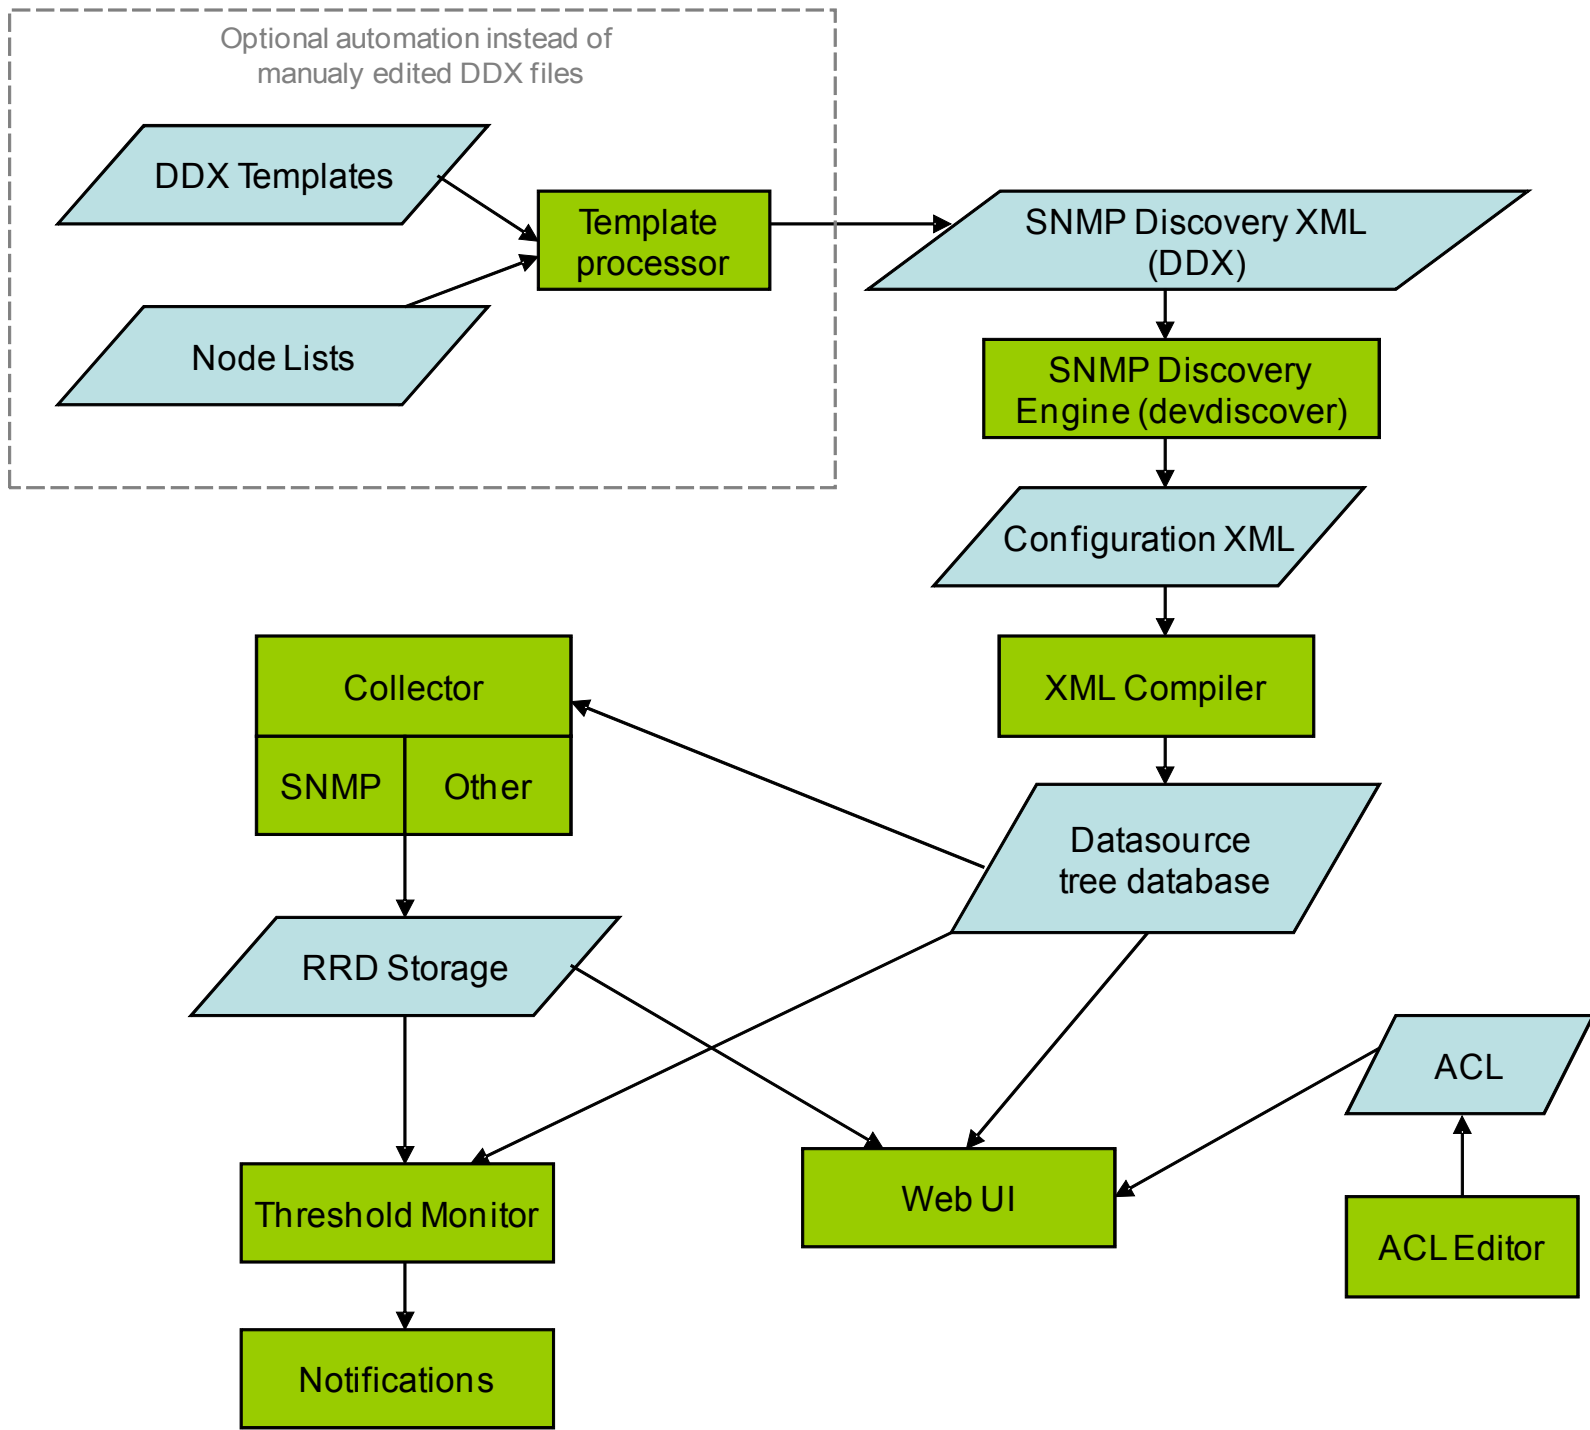 Optional automation instead of
manualy edited DDX files
DDX Templates
Template
processor
SNMP Discovery XML
(DDX)
Node Lists
SNMP Discovery
Engine (devdiscover)
Configuration XML
Collector
XML Compiler
SNMP
Other
Datasource
tree database
RRD Storage
ACL
Threshold Monitor
Web UI
ACL Editor
Notifications